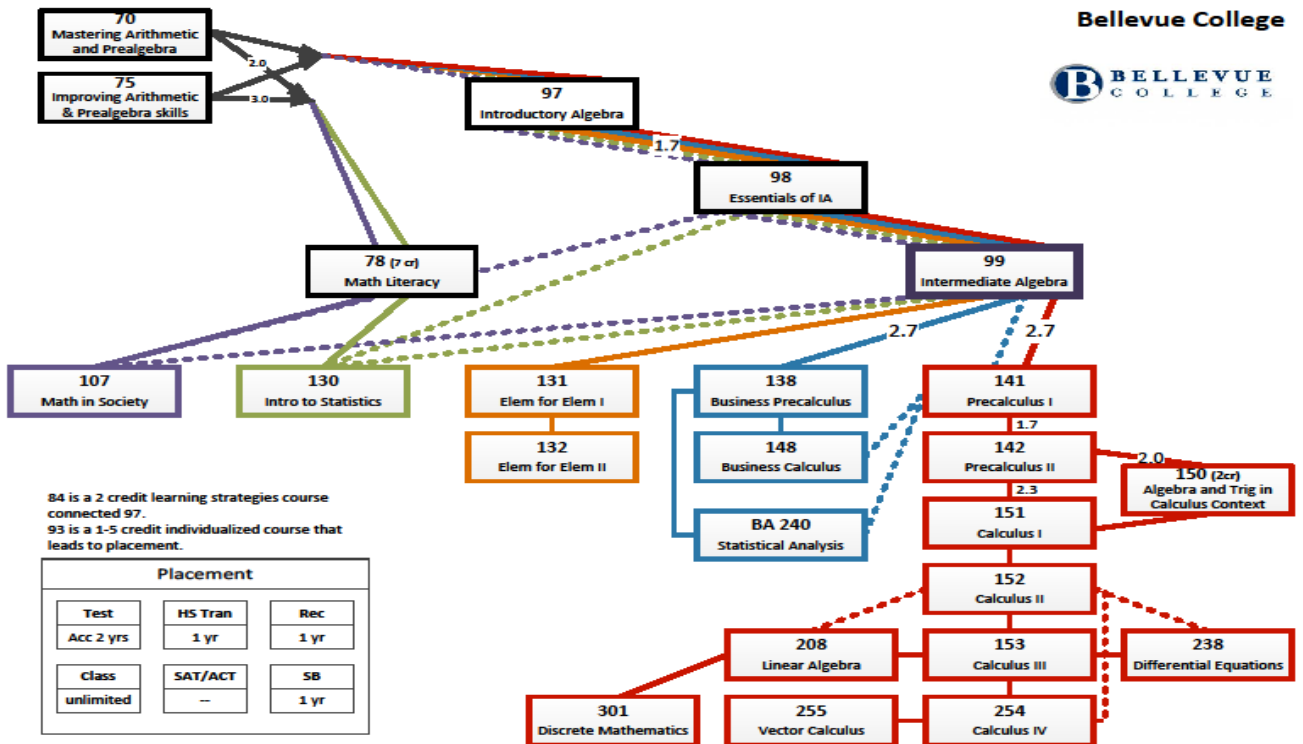 Bellevue College
BELLEVUE
COLLEGE
70
Mastering Arithmetic
and Prealgebra
75
Improving Arithmetic
& Prealgebra skills
2.0
3.0
97
Introductory Algebra
1.7
98
Essentials of IA
78 (7 cr)
Math Literacy
99
Intermediate Algebra
2.7
2.7
107
Math in Society
130
Intro to Statistics
131
Elem for Elem I
138
Business Precalculus
141
Precalculus I
1.7
132
Elem for Elem II
148
Business Calculus
142
Precalculus II
2.0
150 (2cr)
Algebra and Trig in
Calculus Context
2.3
BA 240
Statistical Analysis
151
Calculus I
152
Calculus II
208
Linear Algebra
153
Calculus III
238
Differential Equations
301
Discrete Mathematics
255
Vector Calculus
254
Calculus IV
84 is a 2 credit learning strategies course
connected 97.
93 is a 1-5 credit individualized course that
leads to placement.
Placement
Test
Acc 2 yrs
HS Tran
1 yr
Rec
1 yr
Class
unlimited
SAT/ACT
--
SB
1 yr